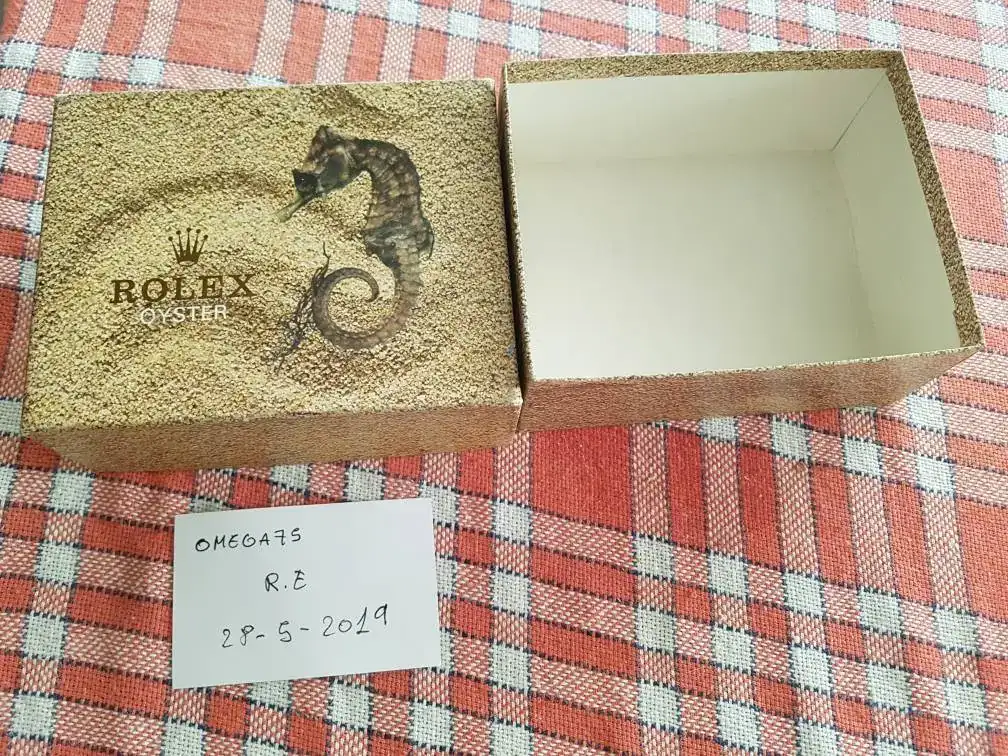 ROLEX
OYSTER
OMEGA75
R.E
28-5-2019